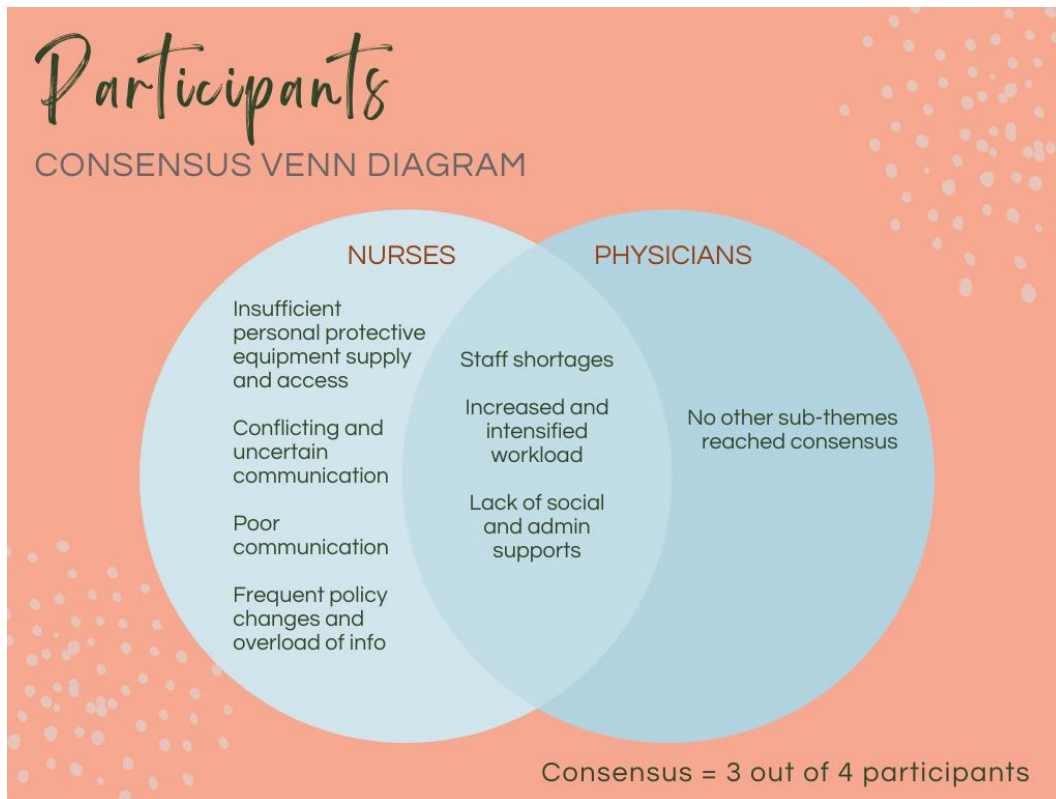 Participants
CONSENSUS VENN DIAGRAM
NURSES
Insufficient
personal protective
equipment supply
and access
Conflicting and
uncertain
communication
Poor
communication
Frequent policy
changes and
overload of info
Staff shortages
Increased and
intensified
workload
Lack of social
and admin
supports
PHYSICIANS
No other sub-themes
reached consensus
Consensus = 3 out of 4 participants